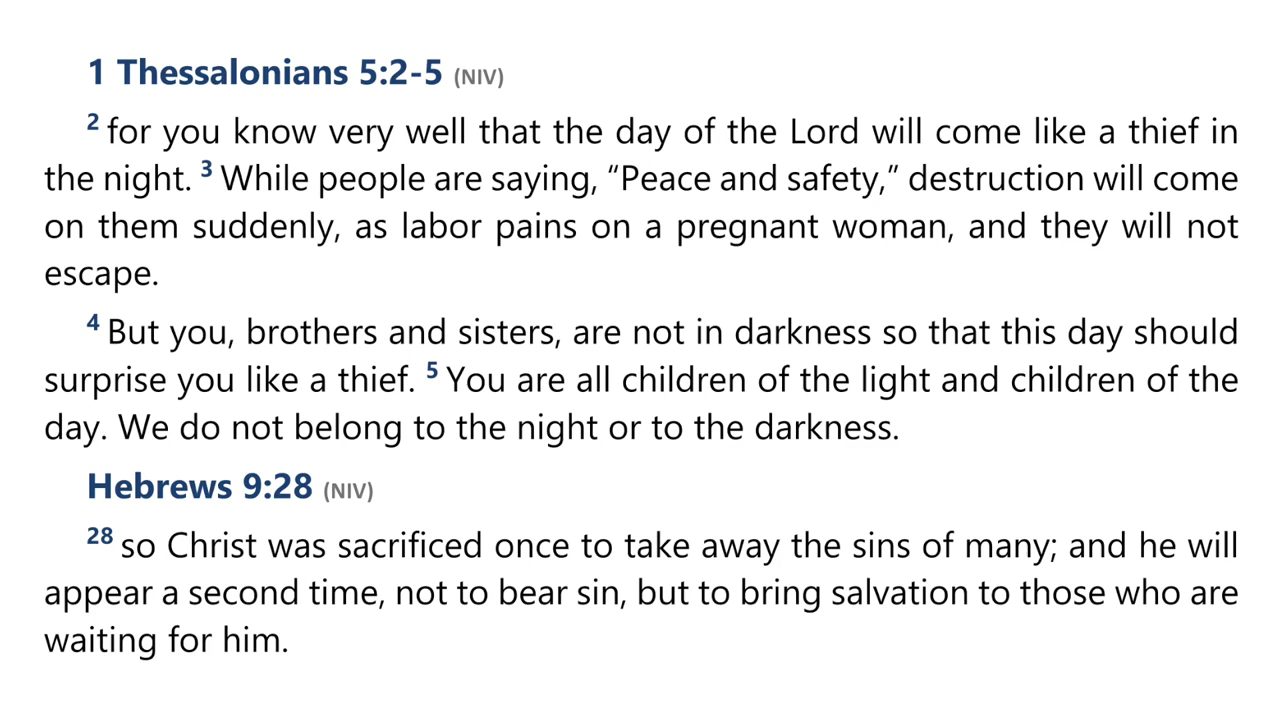 1 Thessalonians 5:2-5 (NIV)
2 for you know very well that the day of the Lord will come like a thief in
the night. 3 While people are saying, “Peace and safety,” destruction will come
on them suddenly, as labor pains on a pregnant woman, and they will not
escape.
4 But you, brothers and sisters, are not in darkness so that this day should
surprise you like a thief. 5 You are all children of the light and children of the
day. We do not belong to the night or to the darkness.
Hebrews 9:28 (NIV)
28 so Christ was sacrificed once to take away the sins of many; and he will
appear a second time, not to bear sin, but to bring salvation to those who are
waiting for him.